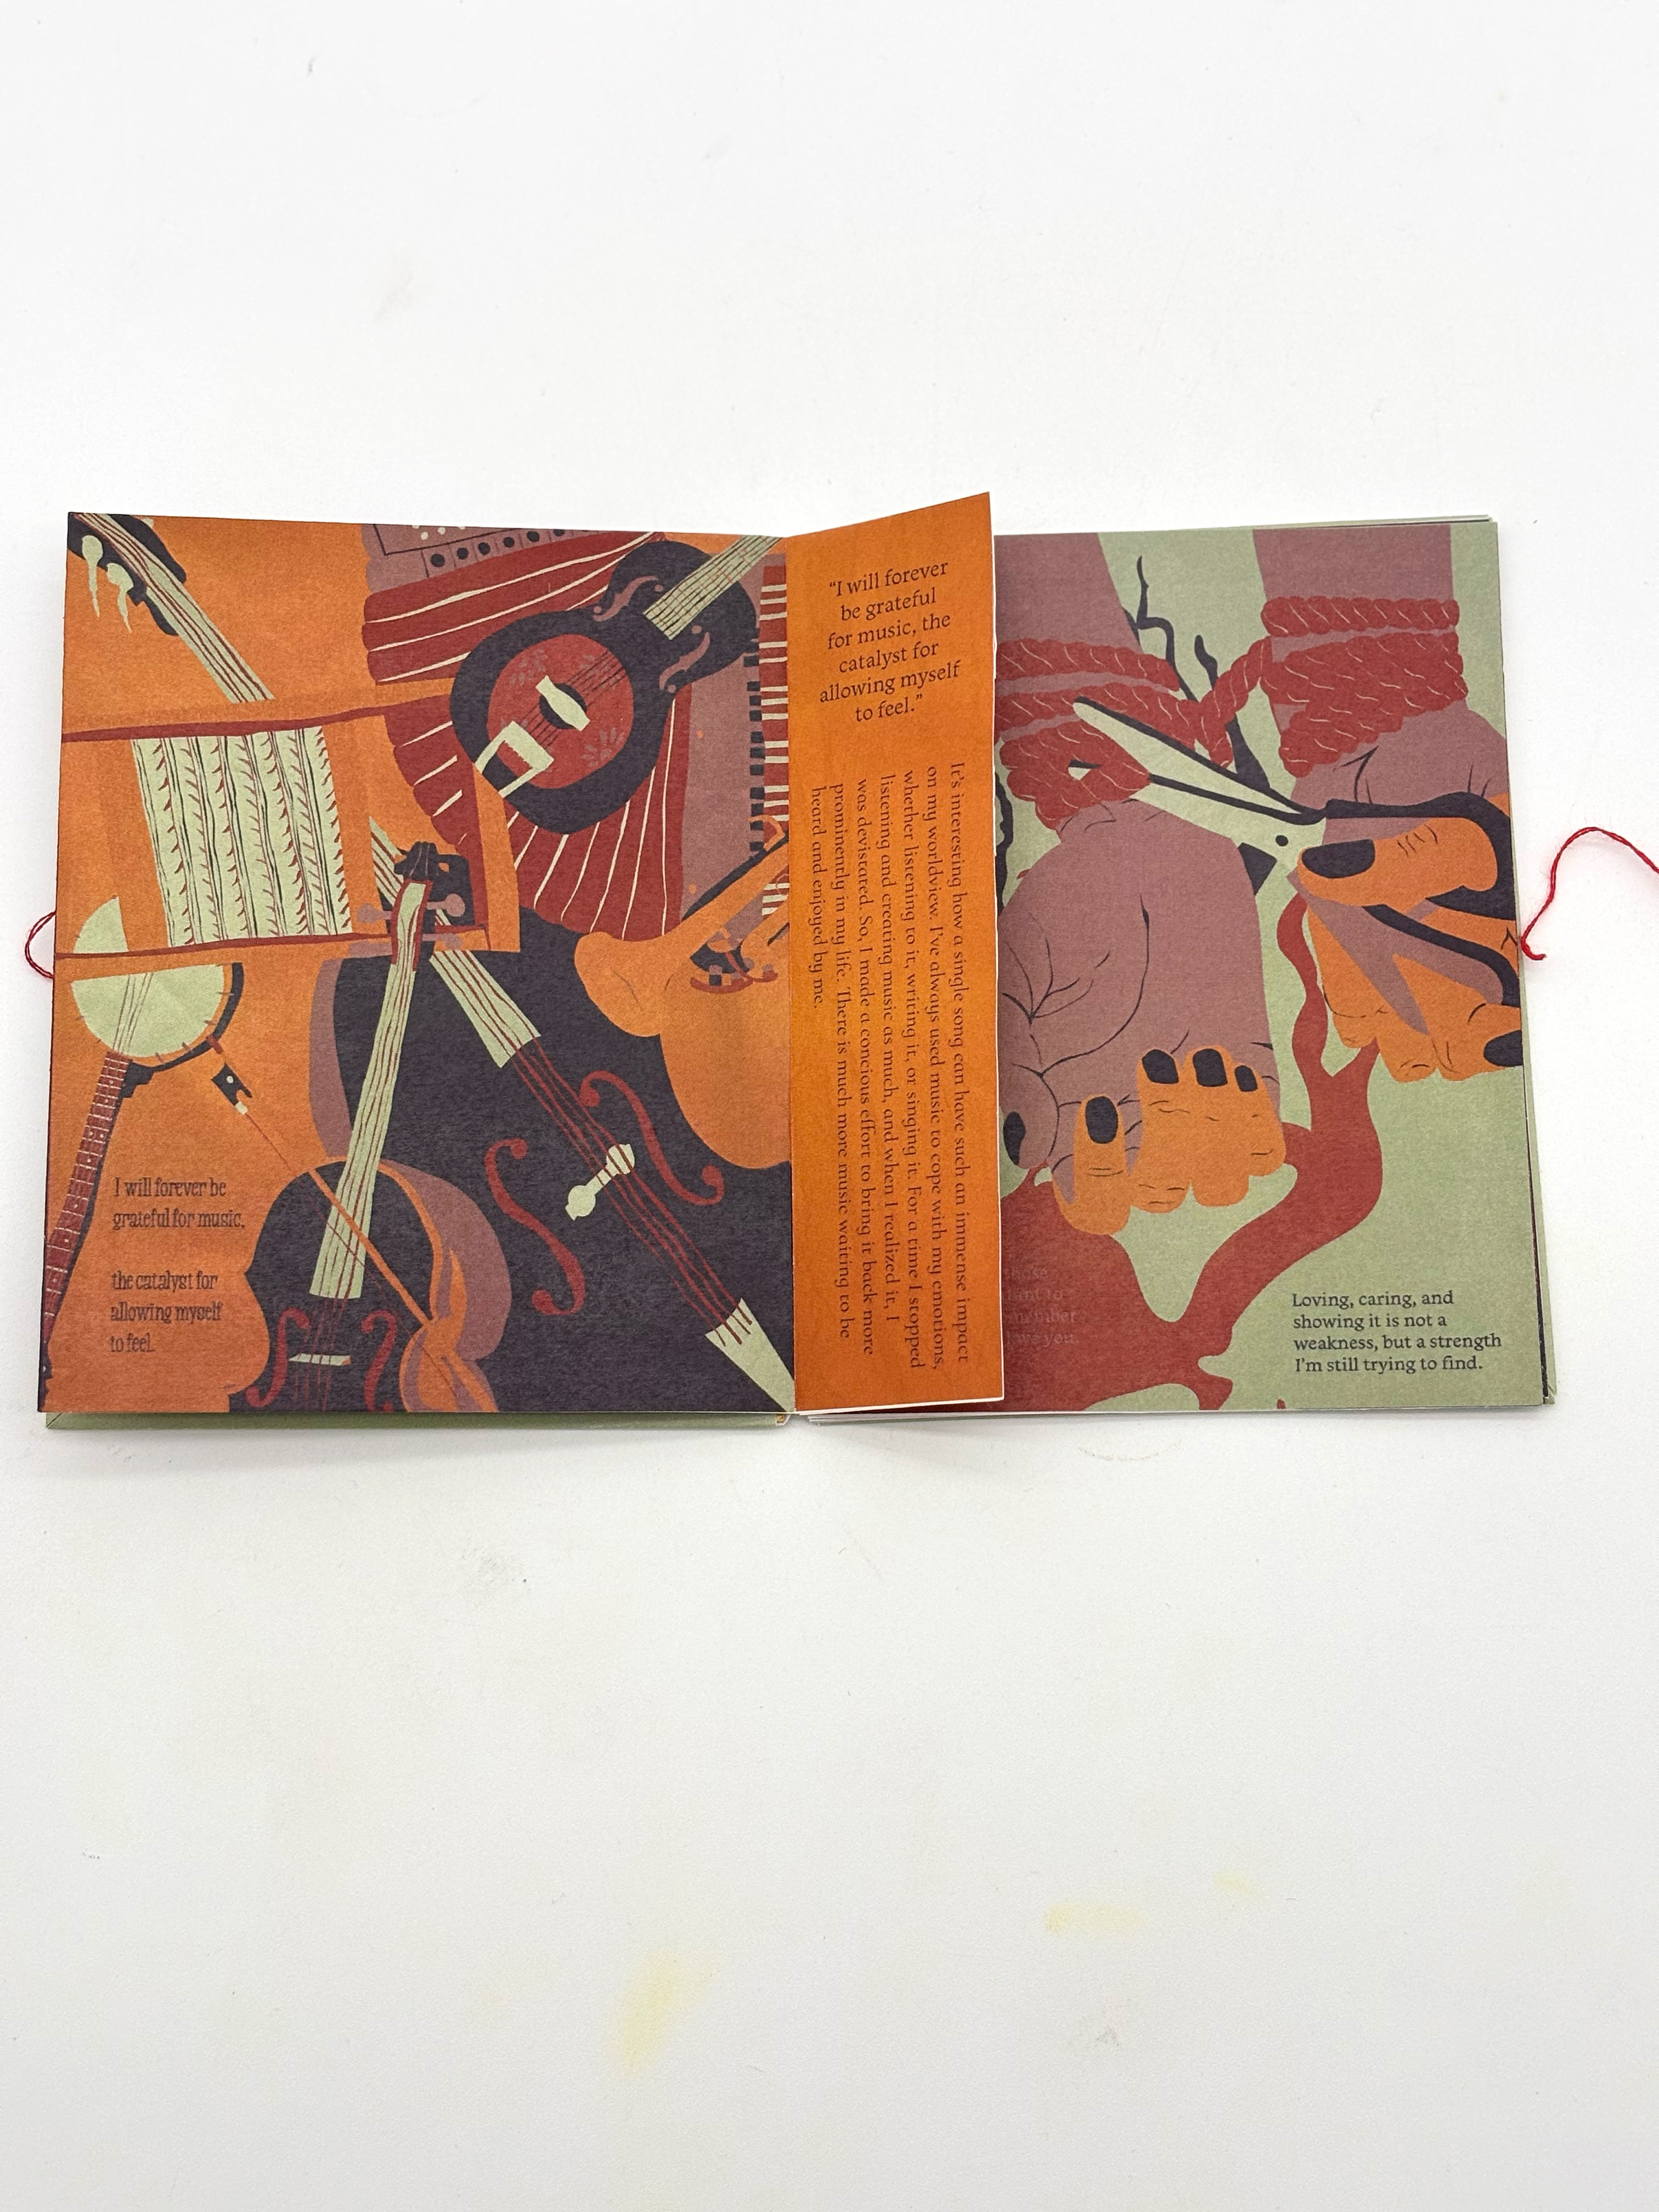 I will forever be
grateful for music,
the catalyst for
allowing myself
to feel.
“I will forever
be grateful
for music, the
catalyst for
allowing myself
to feel.”
It's interesting how a single song can have such an immense impact
on my worldview. I've always used music to cope with my emotions,
whether listening to it, writing it, or singing it. For a time I stopped
listening and creating music as much, and when I realized it, I
was devistated. So, I made a concious effort to bring it back more
prominently in my life. There is much more music waiting to be
heard and enjoyed by me.
love you.
Loving, caring, and
showing it is not a
weakness, but a strength
I'm still trying to find.